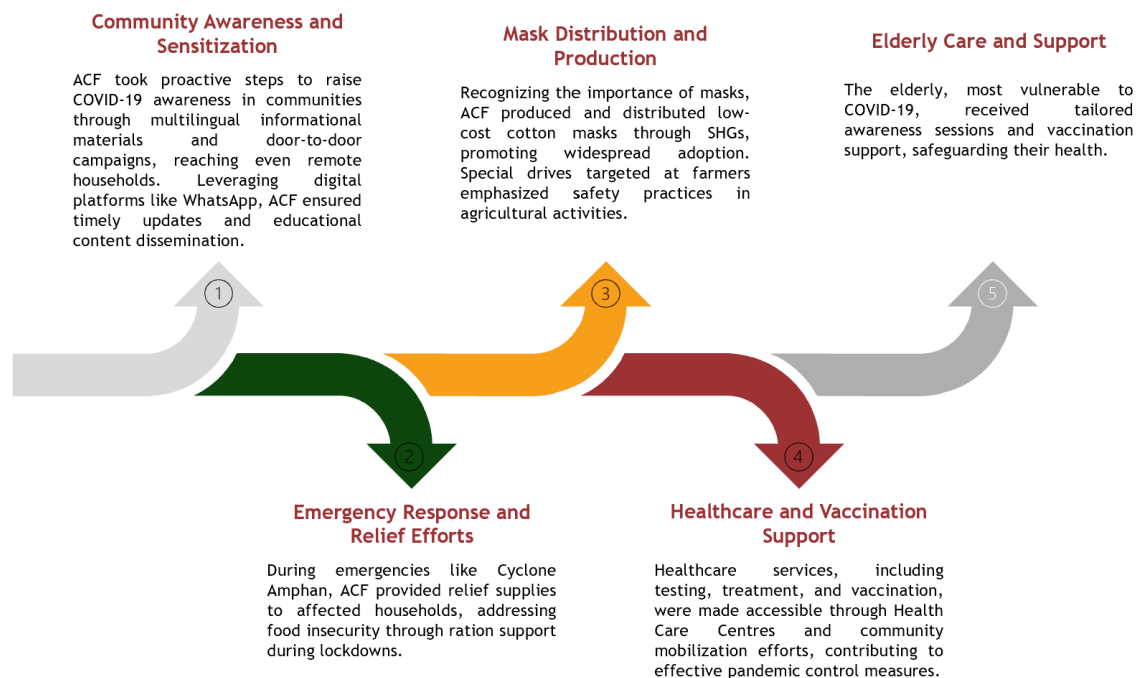 Community Awareness and
Sensitization
ACF took proactive steps to raise
COVID-19 awareness in communities
through multilingual informational
materials and door-to-door
campaigns, reaching even remote
households. Leveraging digital
platforms like WhatsApp, ACF ensured
timely updates and educational
content dissemination.
1
Emergency Response and
Relief Efforts
During emergencies like Cyclone
Amphan, ACF provided relief supplies
to affected households, addressing
food insecurity through ration support
during lockdowns.
2
Mask Distribution and
Production
Recognizing the importance of masks,
ACF produced and distributed low-
cost cotton masks through SHGs,
promoting widespread adoption.
Special drives targeted at farmers
emphasized safety practices in
agricultural activities.
3
Healthcare and Vaccination
Support
Healthcare services, including
testing, treatment, and vaccination,
were made accessible through Health
Care Centres and community
mobilization efforts, contributing to
effective pandemic control measures.
4
Elderly Care and Support
The elderly, most vulnerable to
COVID-19, received tailored
awareness sessions and vaccination
support, safeguarding their health.
5